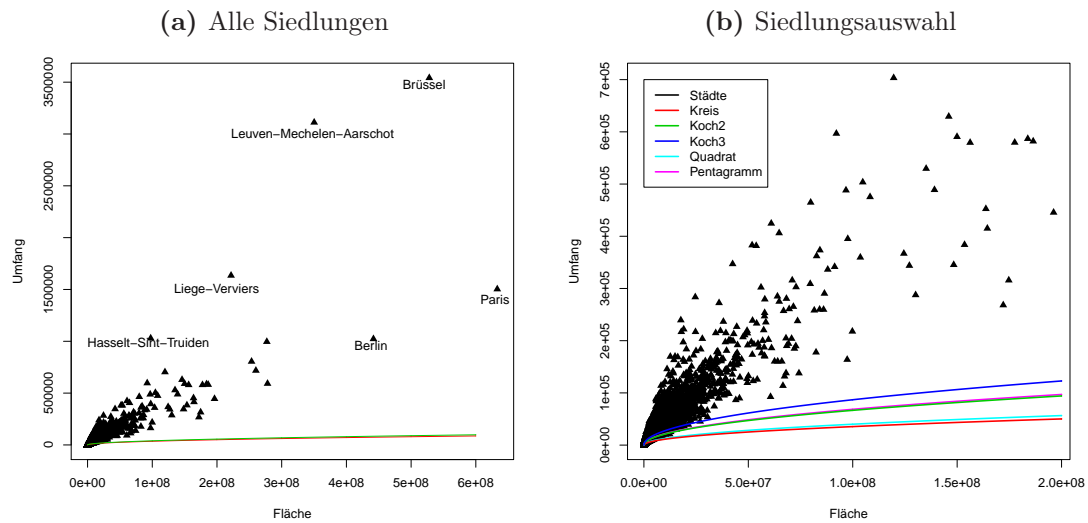 (a) Alle Siedlungen
Umfang
3500000
2500000
1500000
500000
0
0e+00
1e+08
2e+08
3e+08
4e+08
5e+08
6e+08
Fläche
Brüssel
Leuven−Mechelen−Aarschot
Liege−Verviers
Paris
Hasselt−Sint−Truiden
Berlin
(b) Siedlungsauswahl
Umfang
7e+05
6e+05
5e+05
4e+05
3e+05
2e+05
1e+05
0e+00
0.0e+00
5.0e+07
1.0e+08
1.5e+08
2.0e+08
Fläche
Städte
Kreis
Koch2
Koch3
Quadrat
Pentagramm